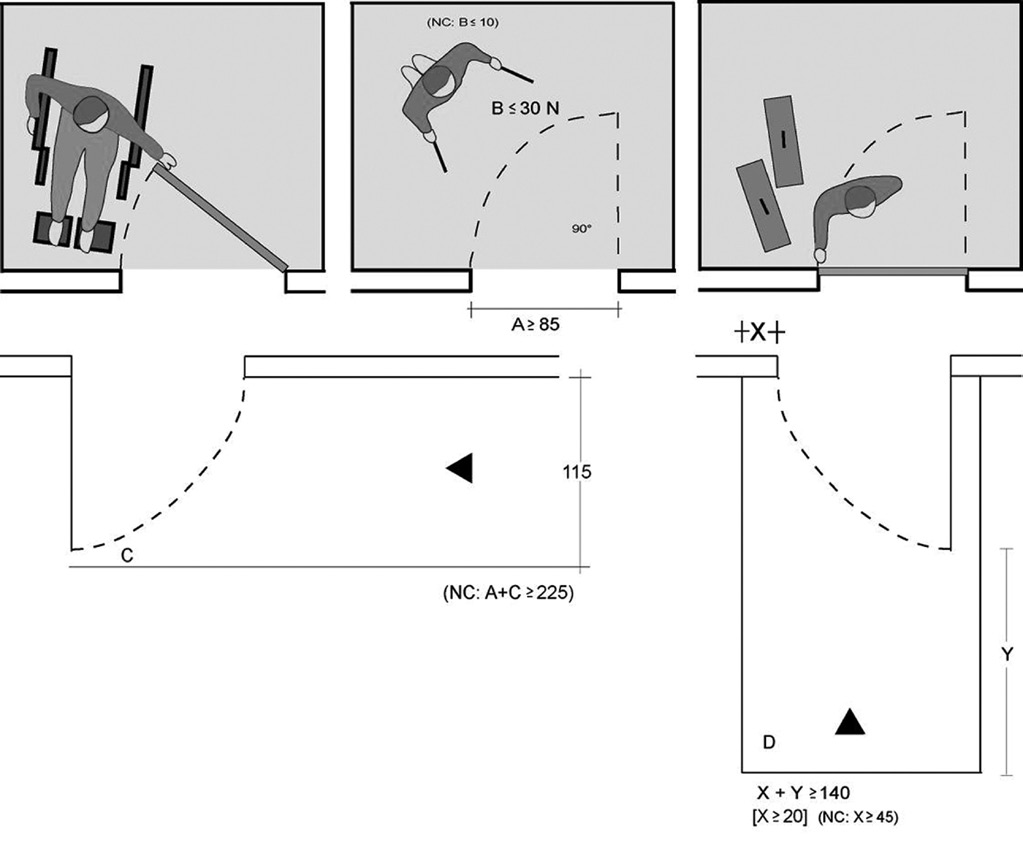 (NC: B ≤ 10)
B ≤ 30 N
90°
A ≥ 85
X
115
C
(NC: A+C ≥ 225)
Y
D
X + Y ≥ 140
[X ≥ 20] (NC: X ≥ 45)